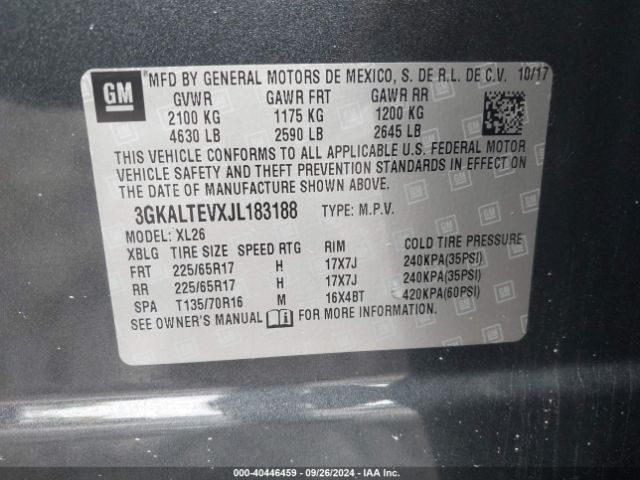 GM
MFD BY GENERAL MOTORS DE MEXICO, S. DE R.L. DE C.V. 10/17
GVWR GAWR FRT GAWR RR
2100 KG 1175 KG 1200 KG
4630 LB 2590 LB 2645 LB
THIS VEHICLE CONFORMS TO ALL APPLICABLE U.S. FEDERAL MOTOR
VEHICLE SAFETY AND THEFT PREVENTION STANDARDS IN EFFECT ON
THE DATE OF MANUFACTURE SHOWN ABOVE.
3GKALTEVXJL183188 TYPE: M.P.V.
MODEL: XL26
XBLG TIRE SIZE SPEED RTG RIM COLD TIRE PRESSURE
FRT 225/65R17 H 17X7J 240KPA(35PSI)
RR 225/65R17 H 17X7J 240KPA(35PSI)
SPA T135/70R16 M 16X4BT 420KPA(60PSI)
SEE OWNER'S MANUAL FOR MORE INFORMATION.
000-40446459 - 09/26/2024 - IAA Inc.